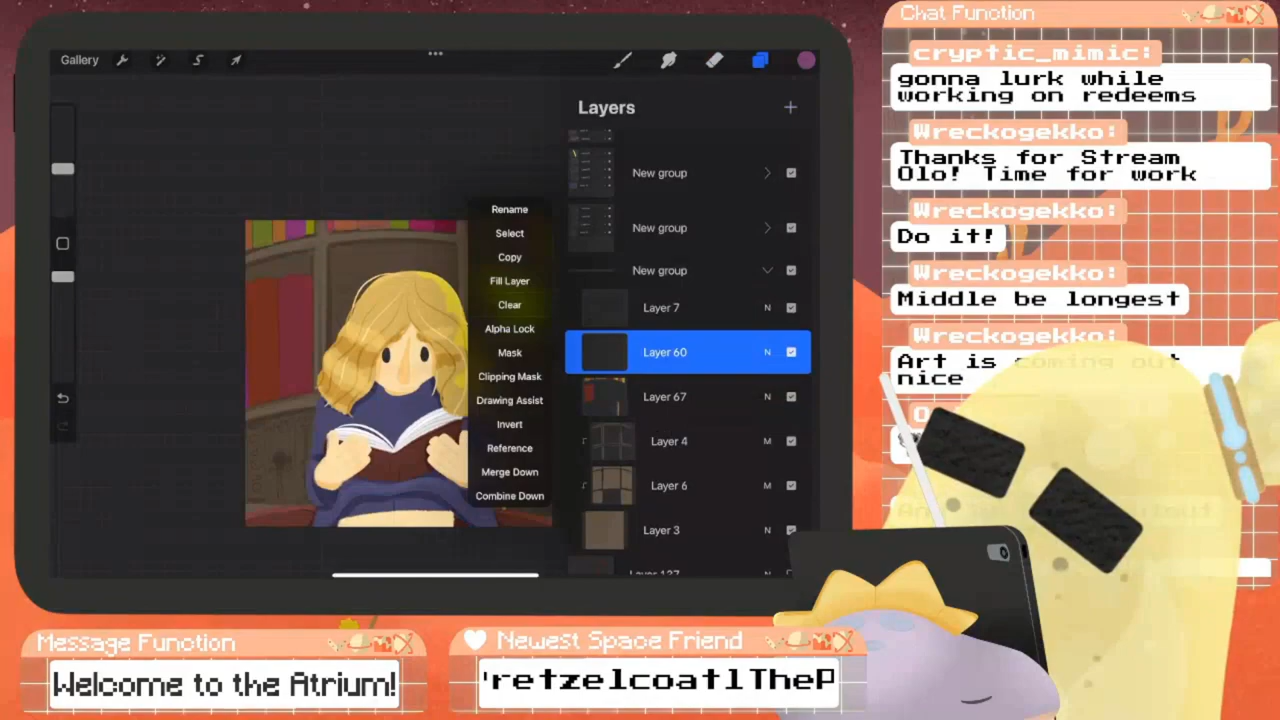 Gallery
Layers
New group
New group
New group
Layer 7
N
Layer 60
N
Layer 67
N
Layer 4
M
Layer 6
M
Layer 3
N
Layer 137
N
Rename
Select
Copy
Fill Layer
Clear
Alpha Lock
Mask
Clipping Mask
Drawing Assist
Invert
Reference
Merge Down
Combine Down
Chat Function
cryptic_mimic:
gonna lurk while
working on redeems
Wreckogekko:
Thanks for Stream
Olo! Time for work
Wreckogekko:
Do it!
Wreckogekko:
Middle be longest
Wreckogekko:
Art is coming out
nice
Message Function
Welcome to the Atrium!
Newest Space Friend
retzelcoatlTheP